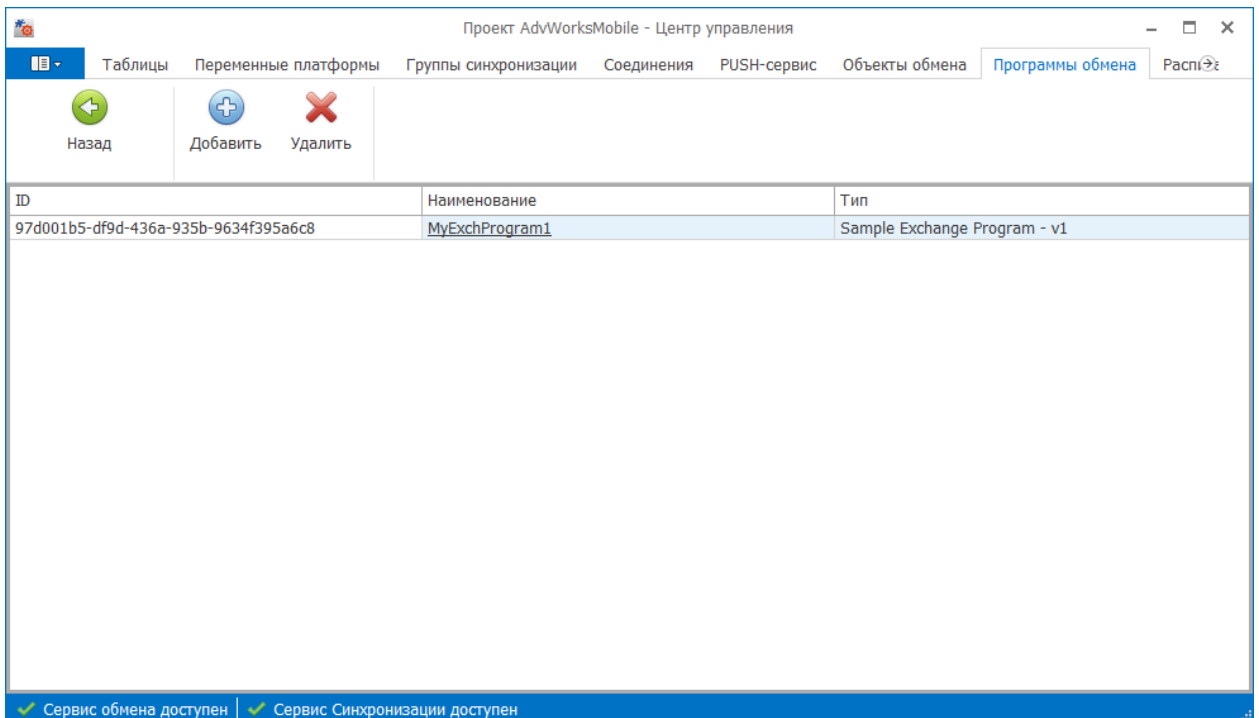 Проект AdvWorksMobile - Центр управления
Таблицы Переменные платформы Группы синхронизации Соединения PUSH-сервис Объекты обмена Программы обмена
Назад Добавить Удалить
ID Наименование Тип
97d001b5-df9d-436a-935b-9634f395a6c8 MyExchProgram1 Sample Exchange Program - v1
Сервис обмена доступен Сервис Синхронизации доступен